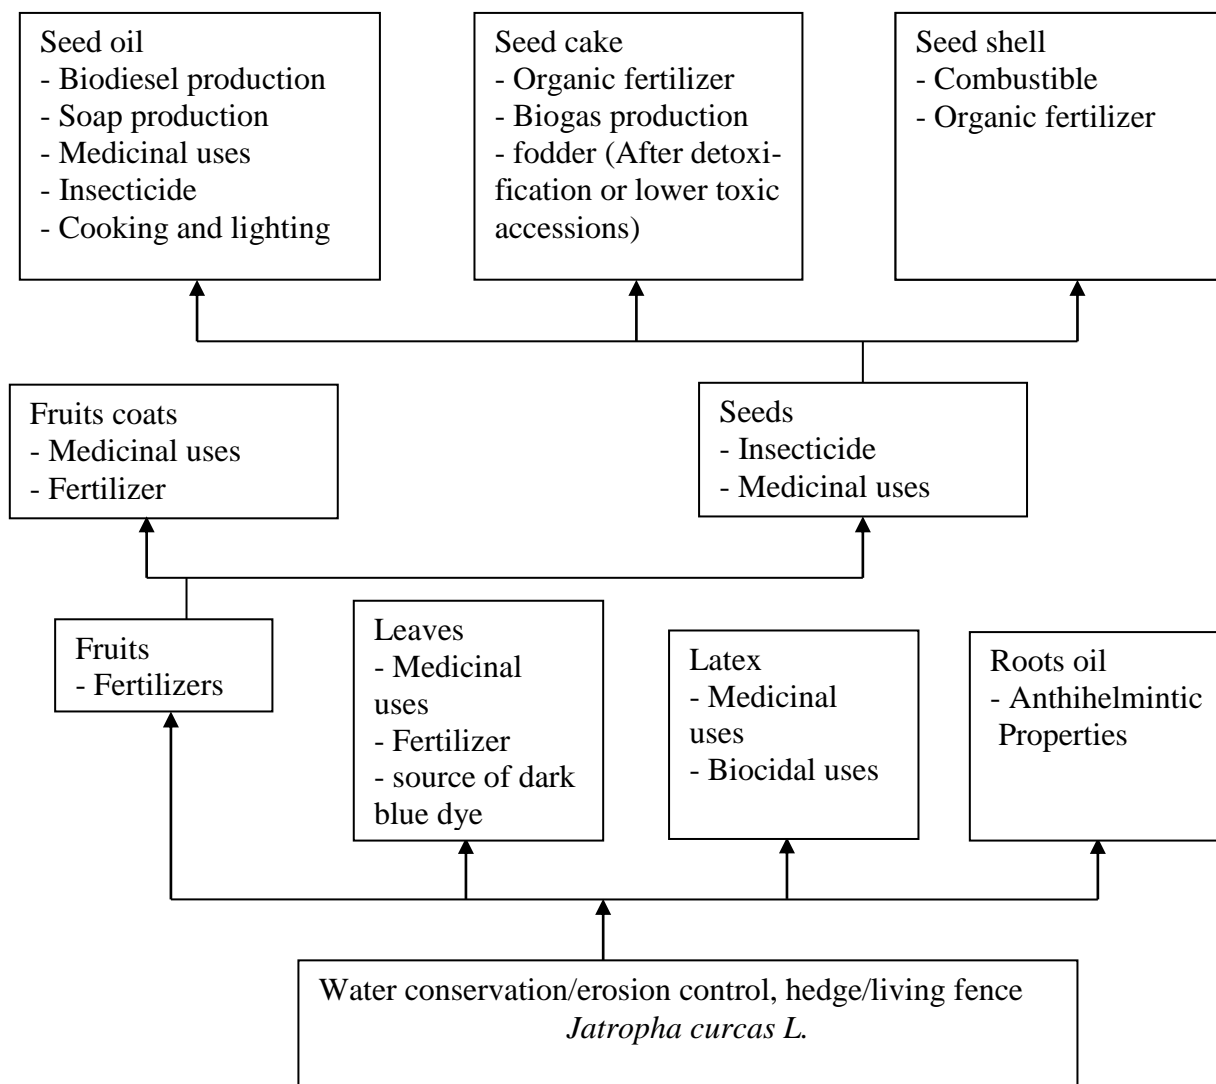 Seed oil
- Biodiesel production
- Soap production
- Medicinal uses
- Insecticide
- Cooking and lighting
Seed cake
- Organic fertilizer
- Biogas production
- fodder (After detoxi-
fification or lower toxic
accessions)
Seed shell
- Combustible
- Organic fertilizer
Fruits coats
- Medicinal uses
- Fertilizer
Seeds
- Insecticide
- Medicinal uses
Fruits
- Fertilizers
Leaves
- Medicinal
uses
- Fertilizer
- source of dark
blue dye
Latex
- Medicinal
uses
- Biocidal uses
Roots oil
- Anthihelmintic
Properties
Water conservation/erosion control, hedge/living fence
Jatropha curcas L.